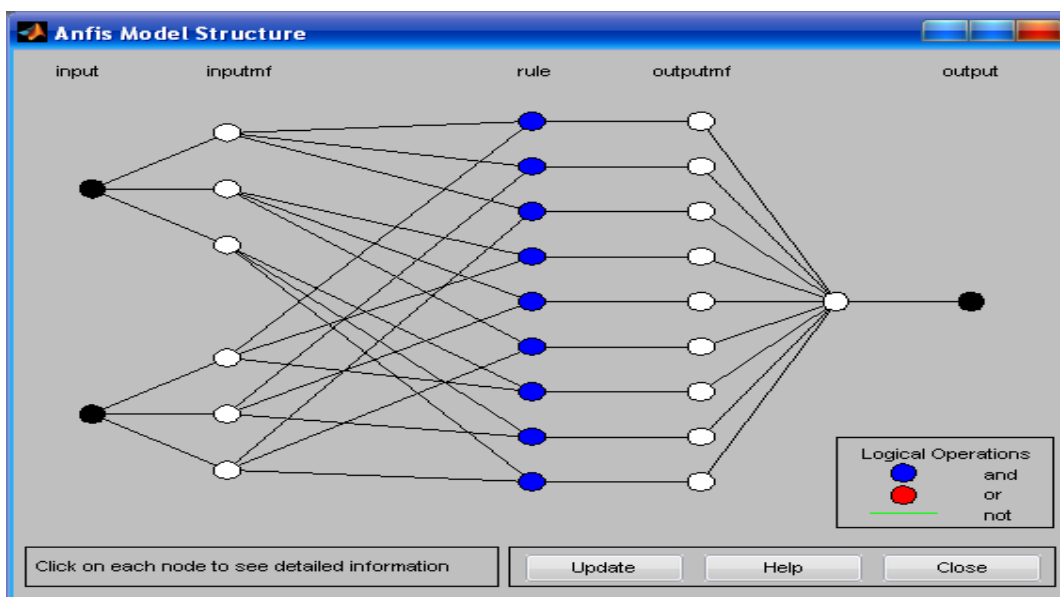 Anfis Model Structure
input inputmf rule outputmf output
Logical Operations
and
or
not
Click on each node to see detailed information
Update Help Close